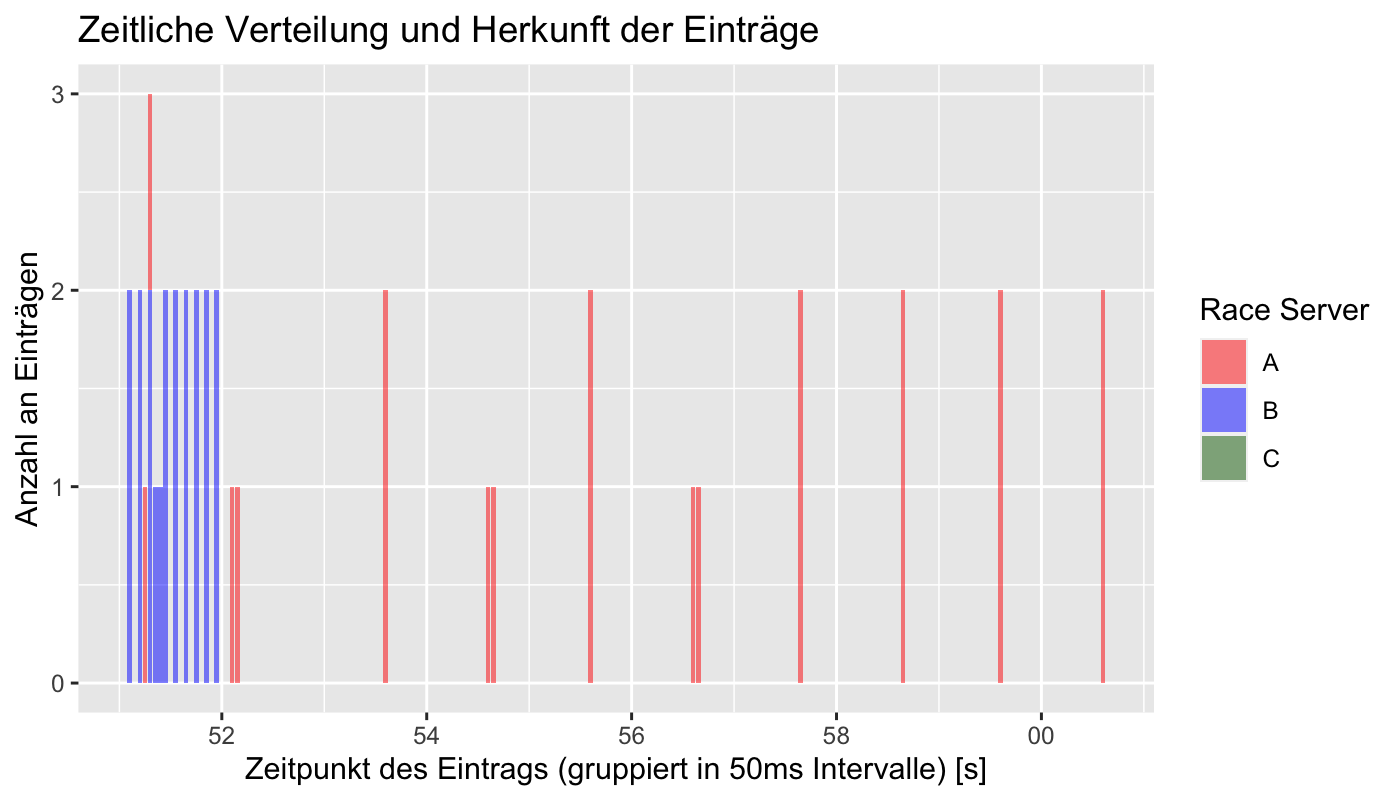 Zeitliche Verteilung und Herkunft der Einträge
Anzahl an Einträgen
3
2
1
0
52
54
56
58
00
Zeitpunkt des Eintrags (gruppiert in 50ms Intervalle) [s]
Race Server
A
B
C